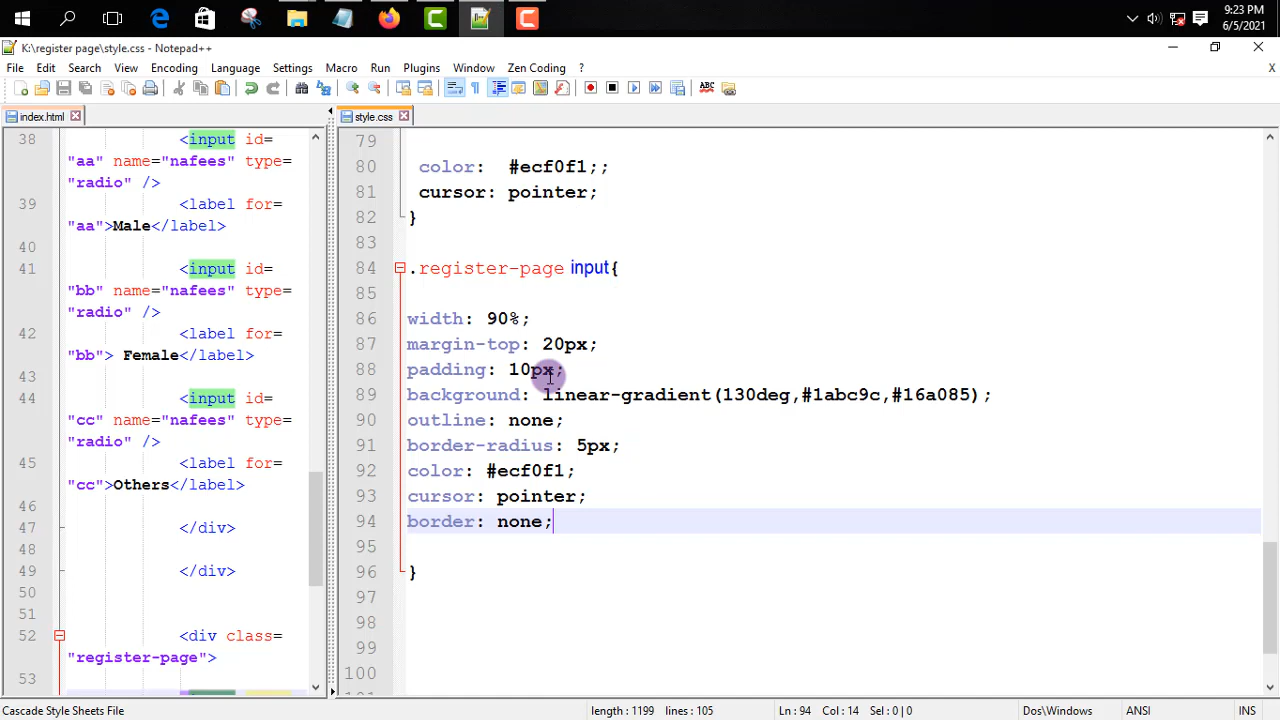 9:23 PM
6/5/2021
K:\register page\style.css - Notepad++
File Edit Search View Encoding Language Settings Macro Run Plugins Window Zen Coding ? X
index.html style.css
38 <input id=
"aa" name="nafees" type=
"radio" />
39 <label for=
"aa">Male</label>
40
41 <input id=
"bb" name="nafees" type=
"radio" />
42 <label for=
"bb"> Female</label>
43
44 <input id=
"cc" name="nafees" type=
"radio" />
45 <label for=
"cc">Others</label>
46
47 </div>
48
49 </div>
50
51
52 <div class=
"register-page">
53
79
80 color: #ecf0f1;;
81 cursor: pointer;
82 }
83
84 .register-page input{
85
86 width: 90%;
87 margin-top: 20px;
88 padding: 10px;
89 background: linear-gradient(130deg,#1abc9c,#16a085);
90 outline: none;
91 border-radius: 5px;
92 color: #ecf0f1;
93 cursor: pointer;
94 border: none;
95
96 }
97
98
99
100
Cascade Style Sheets File length : 1199 lines : 105 Ln : 94 Col : 14 Sel : 0 | 0 Dos\Windows ANSI INS